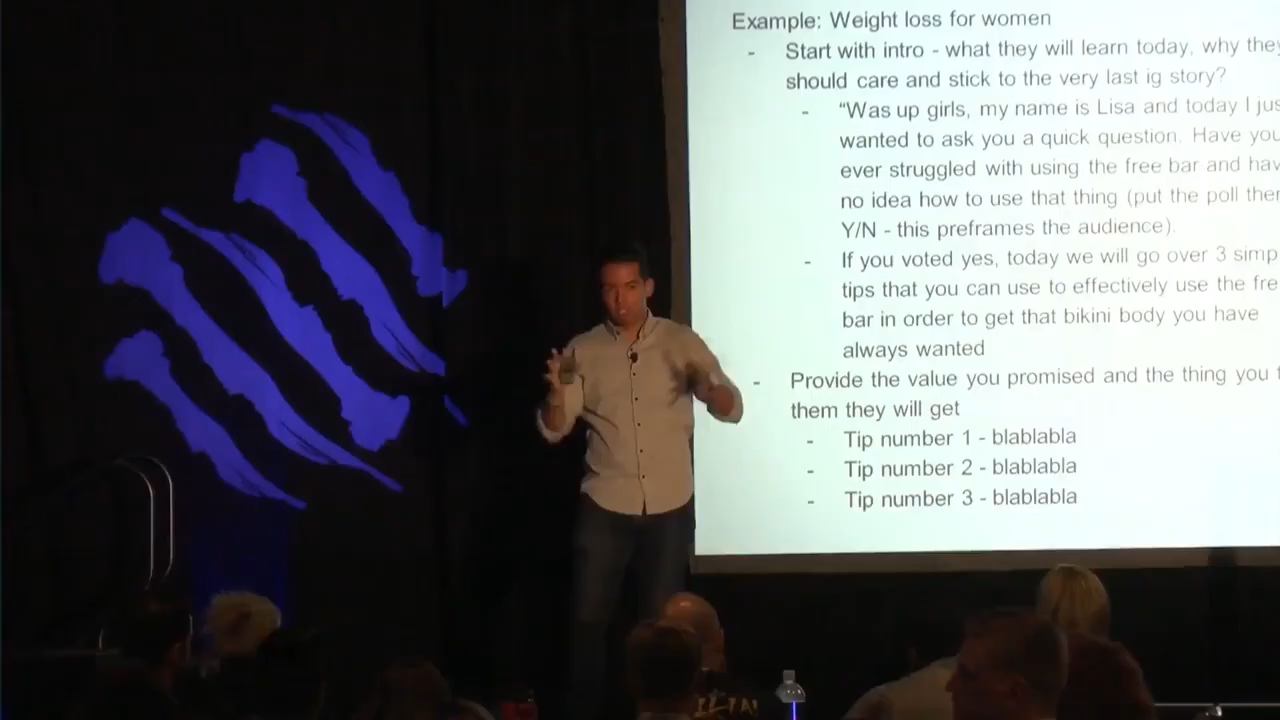 Example: Weight loss for women
- Start with intro - what they will learn today, why they
should care and stick to the very last ig story?
- “Was up girls, my name is Lisa and today I jus
wanted to ask you a quick question. Have you
ever struggled with using the free bar and hav
no idea how to use that thing (put the poll ther
Y/N - this preframes the audience).
- If you voted yes, today we will go over 3 simp
tips that you can use to effectively use the fre
bar in order to get that bikini body you have
always wanted
- Provide the value you promised and the thing you t
them they will get
- Tip number 1 - blablabla
- Tip number 2 - blablabla
- Tip number 3 - blablabla